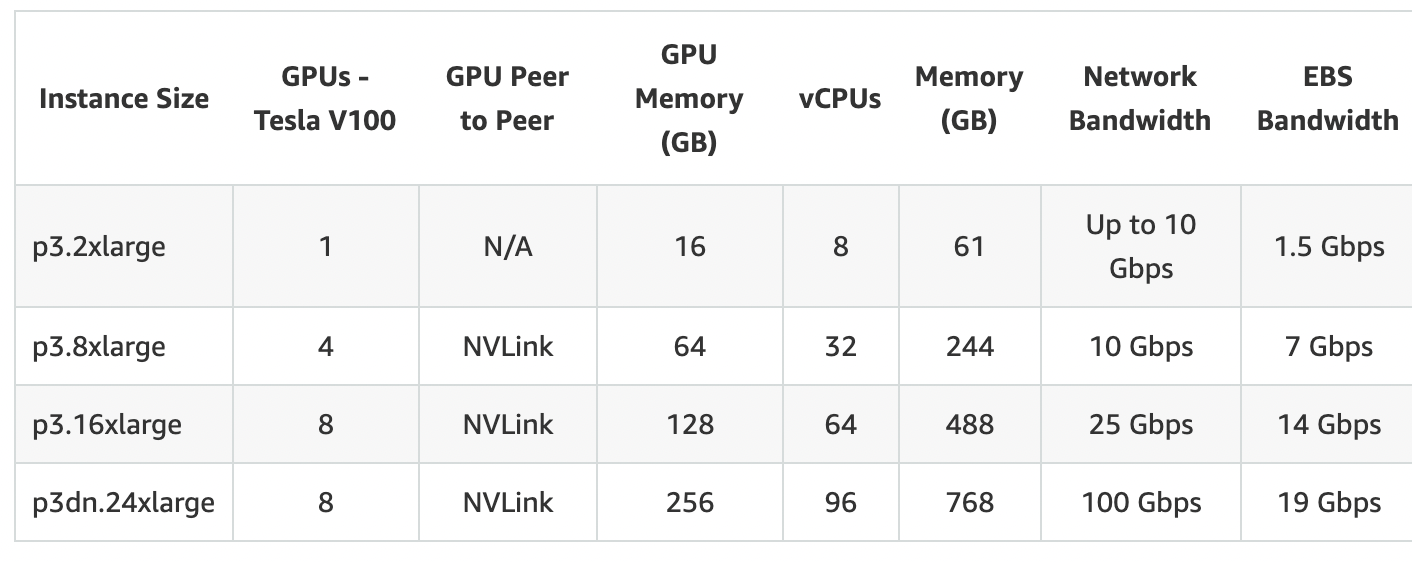 Instance Size
GPUs -
Tesla V100
GPU Peer
to Peer
GPU
Memory
(GB)
vCPUs
Memory
(GB)
Network
Bandwidth
EBS
Bandwidth
p3.2xlarge
1
N/A
16
8
61
Up to 10
Gbps
1.5 Gbps
p3.8xlarge
4
NVLink
64
32
244
10 Gbps
7 Gbps
p3.16xlarge
8
NVLink
128
64
488
25 Gbps
14 Gbps
p3dn.24xlarge
8
NVLink
256
96
768
100 Gbps
19 Gbps